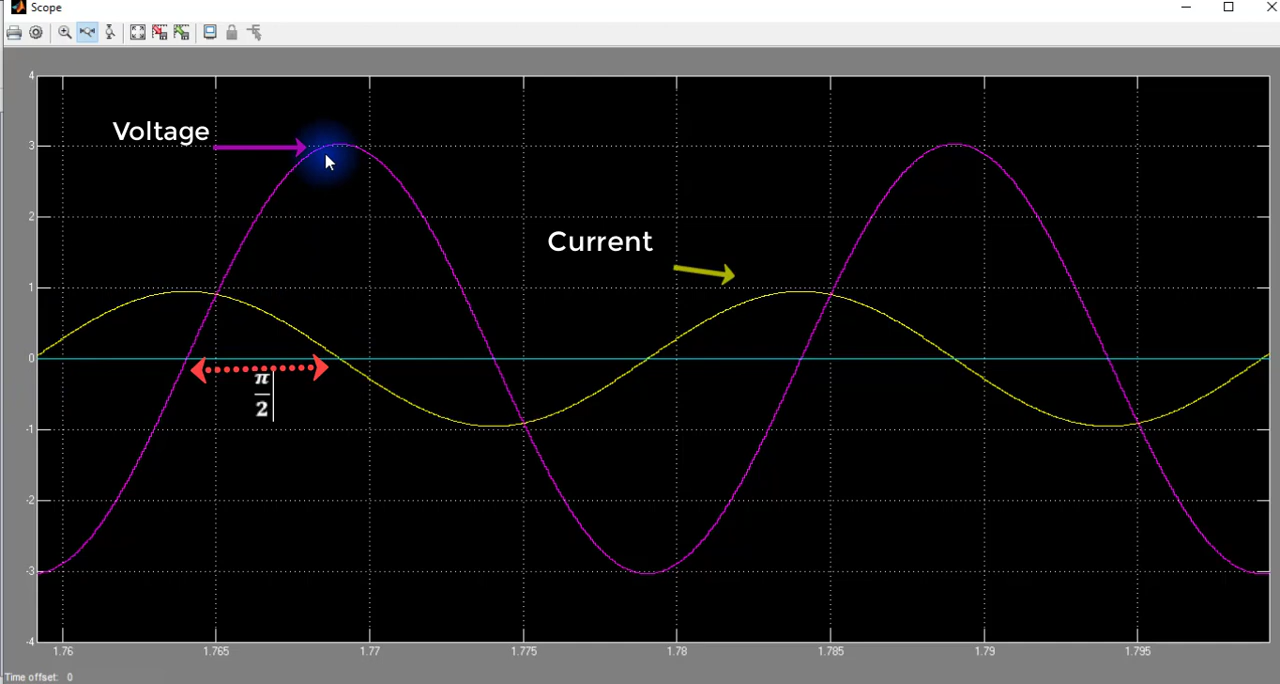 Scope
4
Voltage
3
2
Current
1
0
π
2
-1
-2
-3
-4
1.76 1.765 1.77 1.775 1.78 1.785 1.79 1.795
Time offset: 0